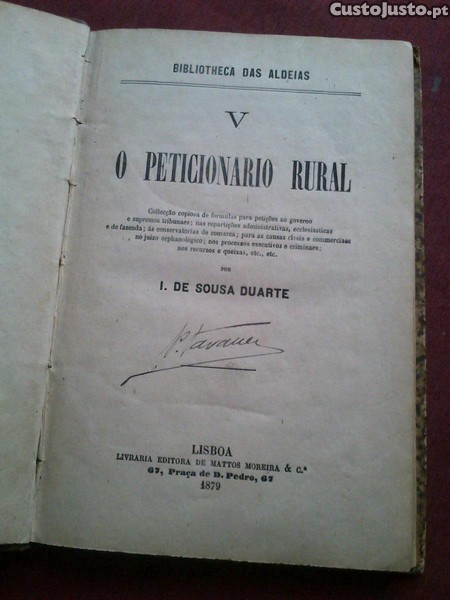 CustoJusto.pt
BIBLIOTHECA DAS ALDEIAS
V
O PETICIONARIO RURAL
Collecção copiosa de formulas para petições ao governo
e supremos tribunaes; nas repartições administrativas, ecclesiasticas
e de fazenda; ás conservatorias de comarca; para as causas civeis e commerciaes
no juizo orphanologico; nos processos executivos e criminaes;
nos recursos e queixas, etc., etc.
POR
I. DE SOUSA DUARTE
LISBOA
LIVRARIA EDITORA DE MATTOS MOREIRA & C.ª
67, Praça de D. Pedro, 67
1879